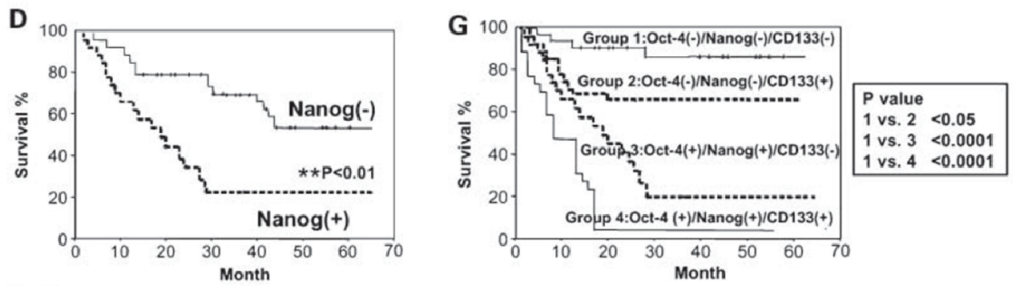 D
100
80
60
40
20
0
Survival %
Nanog(-)
**P<0.01
Nanog(+)
0 10 20 30 40 50 60 70
Month
G
100
80
60
40
20
0
Survival %
Group 1:Oct-4(-)/Nanog(-)/CD133(-)
Group 2:Oct-4(-)/Nanog(-)/CD133(+)
Group 3:Oct-4(+)/Nanog(+)/CD133(-)
Group 4:Oct-4 (+)/Nanog(+)/CD133(+)
0 10 20 30 40 50 60 70
Month
P value
1 vs. 2 <0.05
1 vs. 3 <0.0001
1 vs. 4 <0.0001